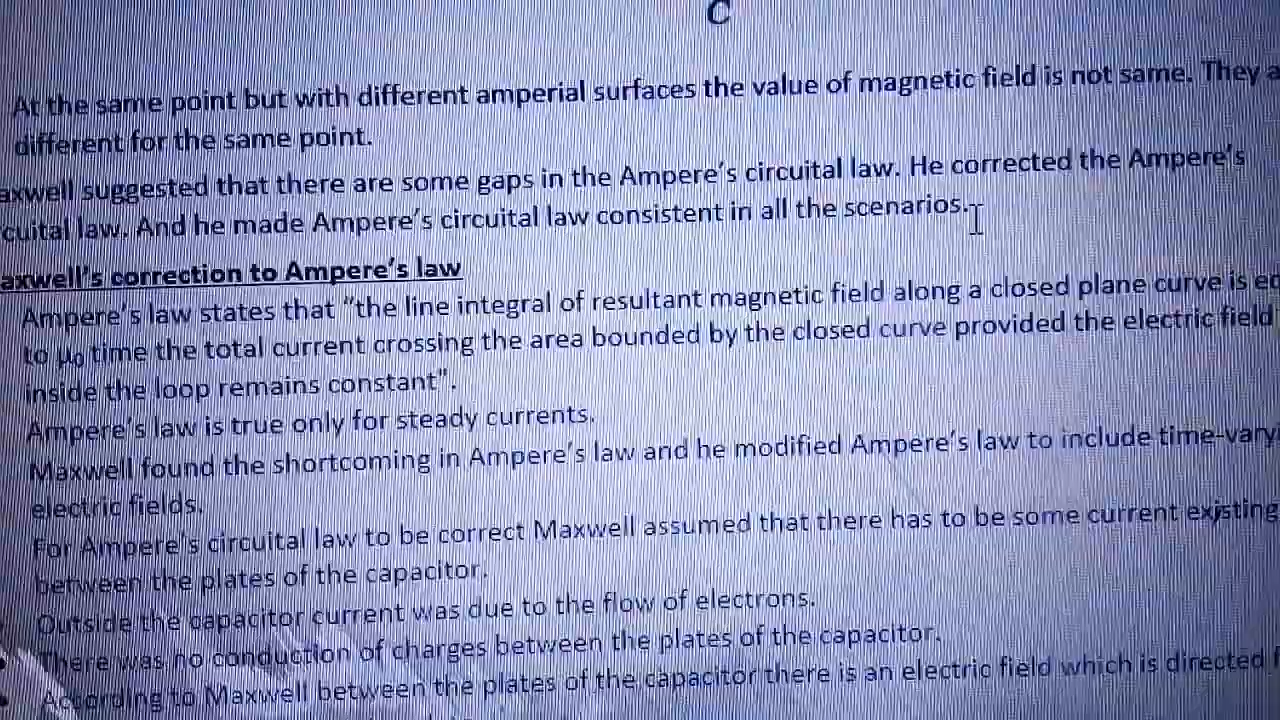 C
At the same point but with different amperial surfaces the value of magnetic field is not same. They a
different for the same point.
axwell suggested that there are some gaps in the Ampere's circuital law. He corrected the Ampere's
cuital law. And he made Ampere's circuital law consistent in all the scenarios.
axwell's correction to Ampere's law
Ampere's law states that "the line integral of resultant magnetic field along a closed plane curve is eq
to μ₀ time the total current crossing the area bounded by the closed curve provided the electric field
inside the loop remains constant".
Ampere's law is true only for steady currents.
Maxwell found the shortcoming in Ampere's law and he modified Ampere's law to include time-vary
electric fields.
For Ampere's circuital law to be correct Maxwell assumed that there has to be some current existing
between the plates of the capacitor.
Outside the capacitor current was due to the flow of electrons.
There was no conduction of charges between the plates of the capacitor.
According to Maxwell between the plates of the capacitor there is an electric field which is directed f